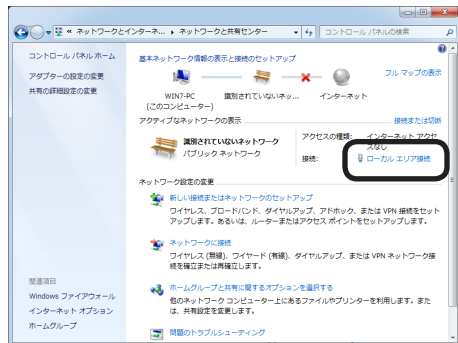 « ネットワークとインターネ... ▸ ネットワークと共有センター
コントロール パネルの検索
コントロール パネル ホーム
アダプターの設定の変更
共有の詳細設定の変更
基本ネットワーク情報の表示と接続のセットアップ
フル マップの表示
WIN7-PC
(このコンピューター)
識別されていないネッ...
インターネット
アクティブなネットワークの表示
接続または切断
識別されていないネットワーク
パブリック ネットワーク
アクセスの種類:
インターネット アクセ
スなし
接続:
ローカル エリア接続
ネットワーク設定の変更
新しい接続またはネットワークのセットアップ
ワイヤレス、ブロードバンド、ダイヤルアップ、アドホック、または VPN 接続をセット
アップします。あるいは、ルーターまたはアクセス ポイントをセットアップします。
ネットワークに接続
ワイヤレス (無線)、ワイヤード (有線)、ダイヤルアップ、または VPN ネットワーク接
続を確立または再確立します。
ホームグループと共有に関するオプションを選択する
他のネットワーク コンピューター上にあるファイルやプリンターを利用します。また
は、共有設定を変更します。
問題のトラブルシューティング
関連項目
Windows ファイアウォール
インターネット オプション
ホームグループ